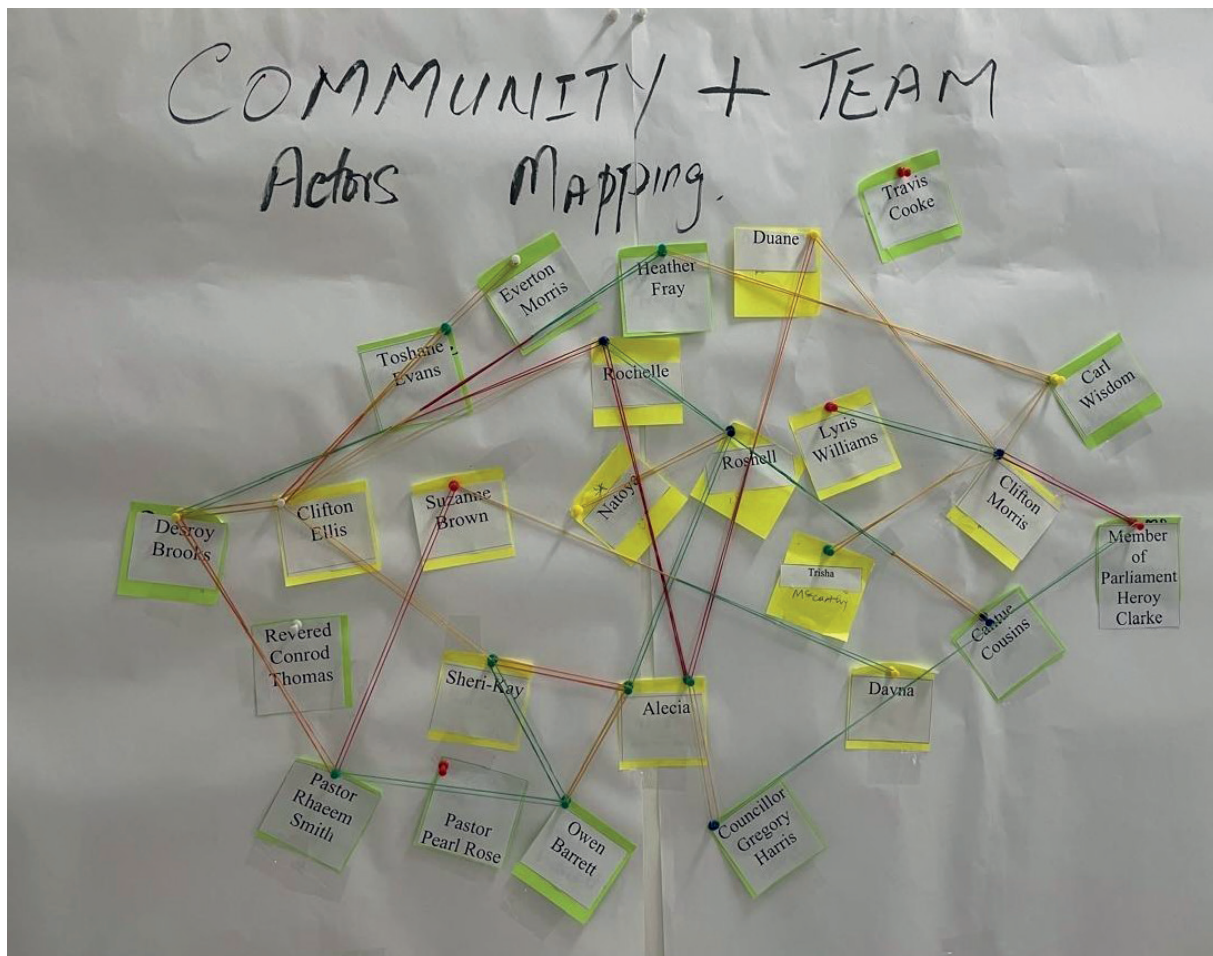 COMMUNITY + TEAM
Actors Mapping.
Travis
Cooke
Duane
Everton
Morris
Heather
Fray
Toshane
Evans
Rochelle
Carl
Wisdom
Lyris
Williams
Roshell
Natoya
Suzanne
Brown
Clifton
Ellis
Desroy
Brooks
Clifton
Morris
Member
of
Parliament
Heroy
Clarke
Trisha
McCarthy
Cantue
Cousins
Revered
Conrod
Thomas
Sheri-Kay
Alecia
Dayna
Pastor
Rhaeem
Smith
Pastor
Pearl Rose
Owen
Barrett
Councillor
Gregory
Harris